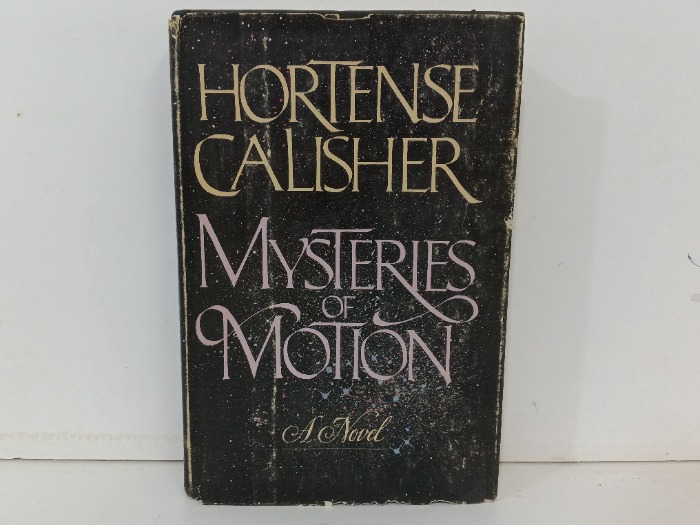 HORTENSE
CALISHER
MYSTERIES
OF
MOTION
A Novel